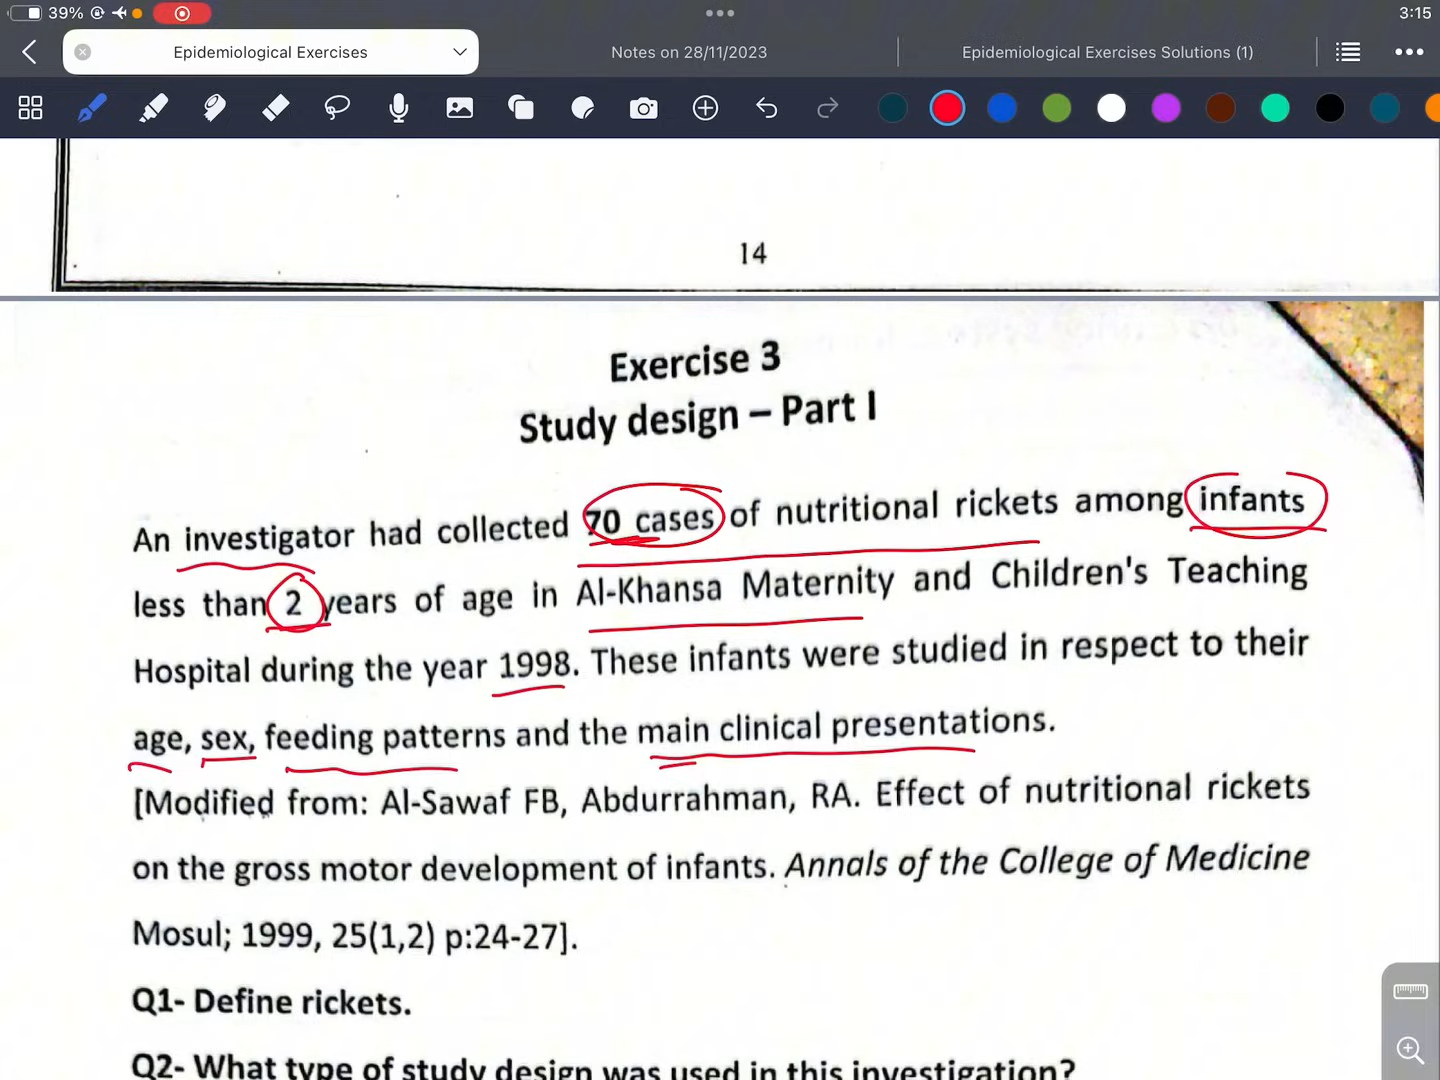 39%
3:15
Epidemiological Exercises
Notes on 28/11/2023
Epidemiological Exercises Solutions (1)
14
Exercise 3
Study design – Part I
An investigator had collected 70 cases of nutritional rickets among infants
less than 2 years of age in Al-Khansa Maternity and Children's Teaching
Hospital during the year 1998. These infants were studied in respect to their
age, sex, feeding patterns and the main clinical presentations.
[Modified from: Al-Sawaf FB, Abdurrahman, RA. Effect of nutritional rickets
on the gross motor development of infants. Annals of the College of Medicine
Mosul; 1999, 25(1,2) p:24-27].
Q1- Define rickets.
Q2- What type of study design was used in this investigation?